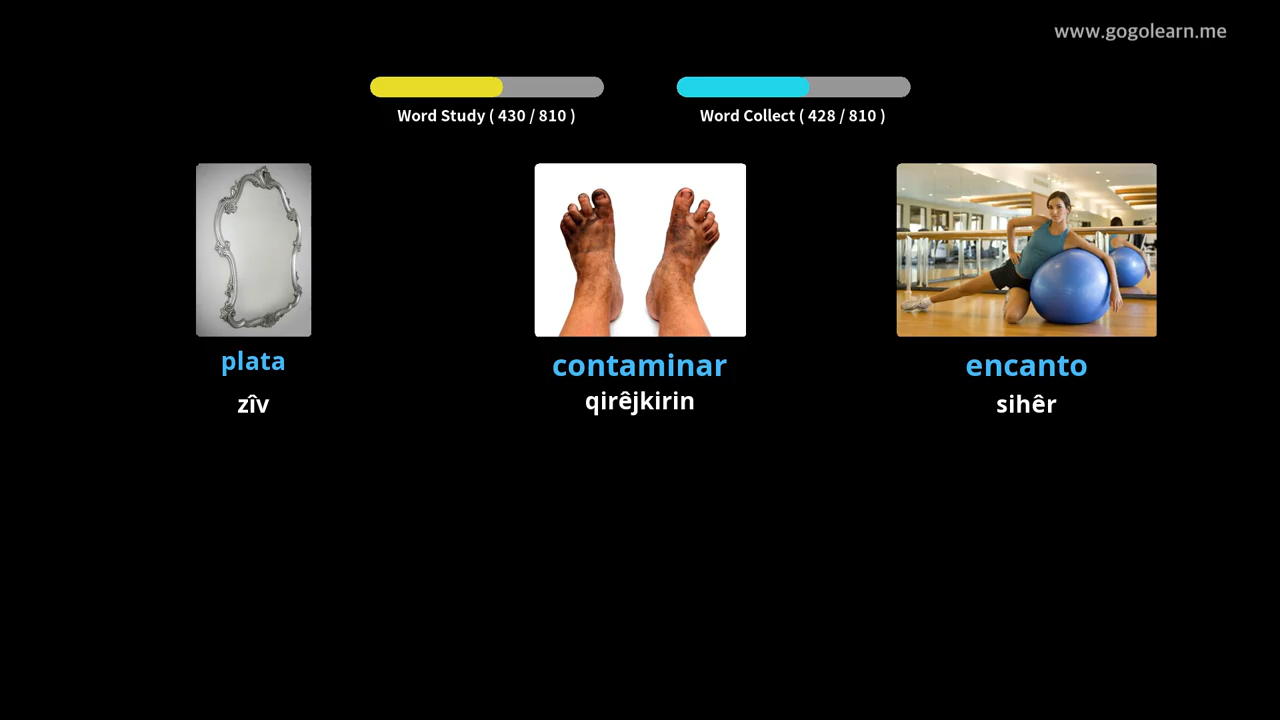 www.gogolearn.me
Word Study ( 430 / 810 )
Word Collect ( 428 / 810 )
plata
contaminar
encanto
zîv
qirêjkirin
sihêr